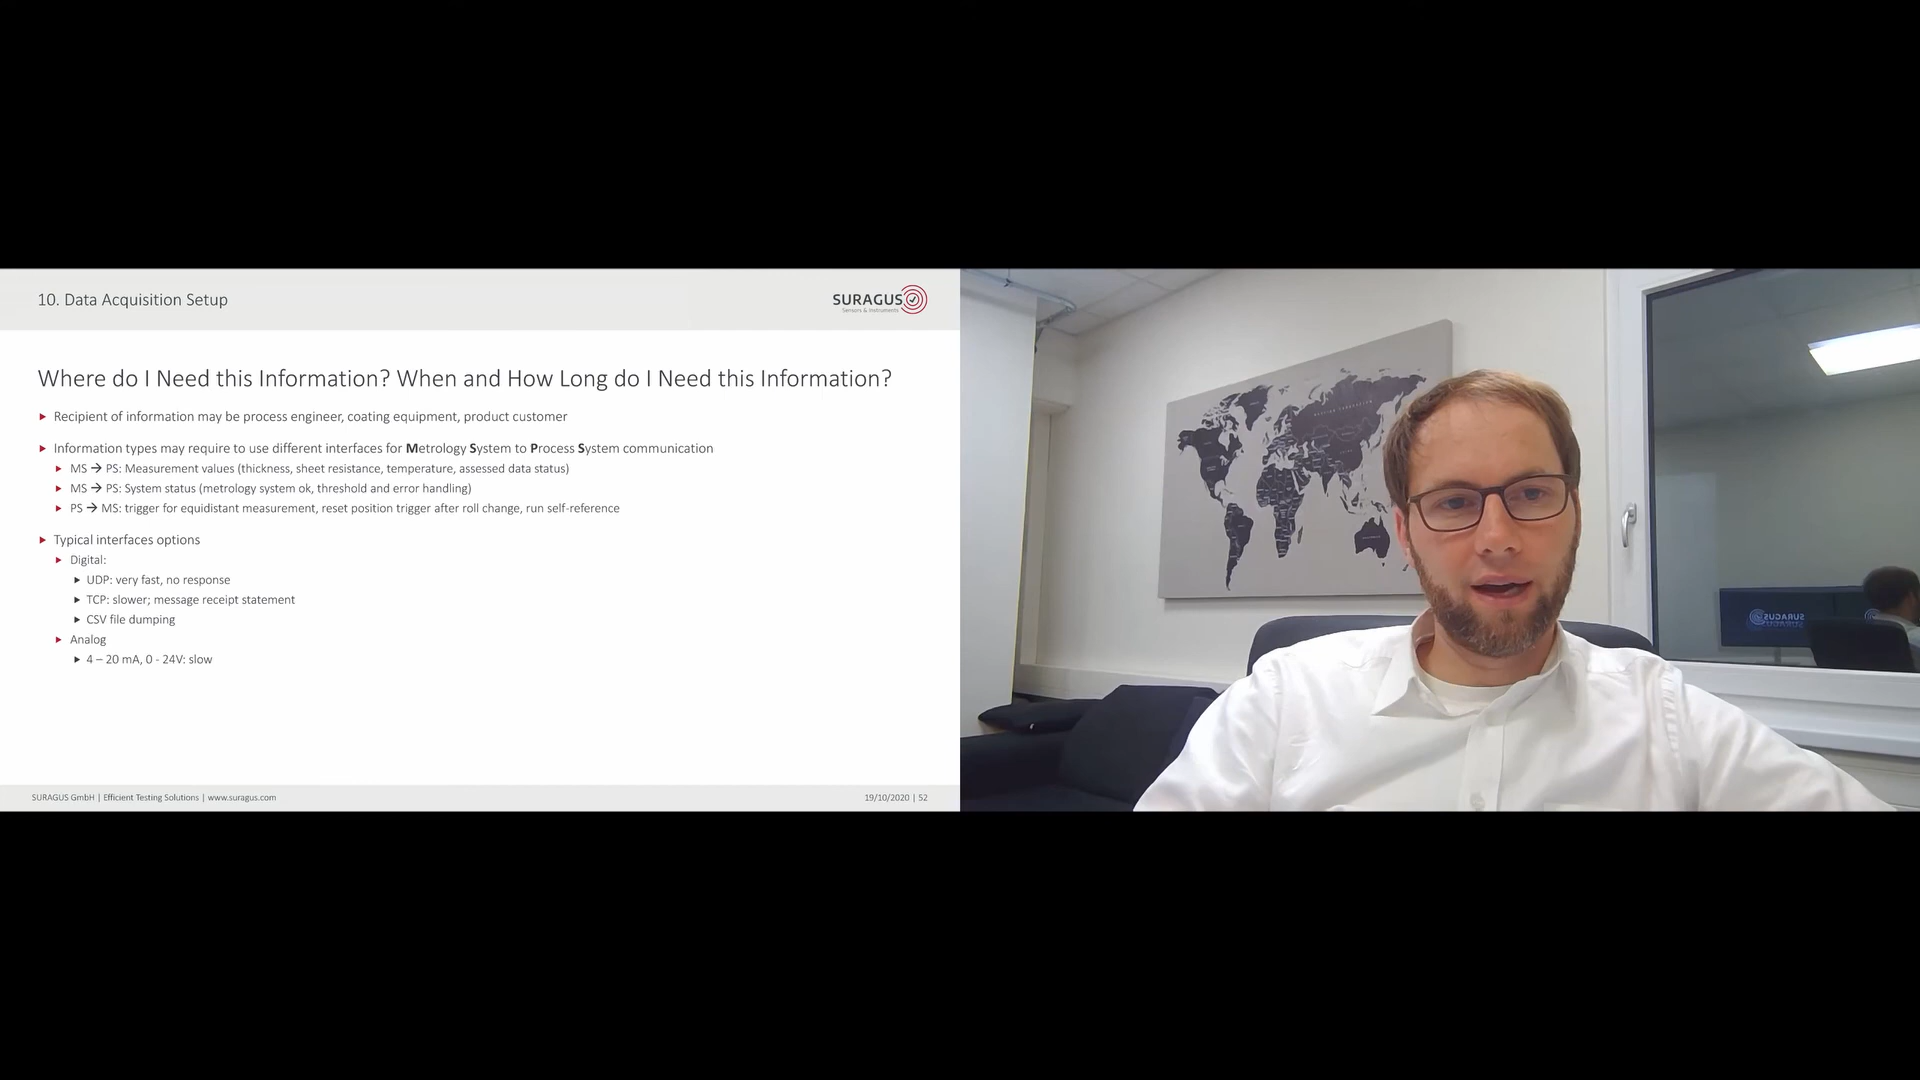 10. Data Acquisition Setup
SURAGUS
Sensors & Instruments
Where do I Need this Information? When and How Long do I Need this Information?
Recipient of information may be process engineer, coating equipment, product customer
Information types may require to use different interfaces for Metrology System to Process System communication
MS → PS: Measurement values (thickness, sheet resistance, temperature, assessed data status)
MS → PS: System status (metrology system ok, threshold and error handling)
PS → MS: trigger for equidistant measurement, reset position trigger after roll change, run self-reference
Typical interfaces options
Digital:
UDP: very fast, no response
TCP: slower; message receipt statement
CSV file dumping
Analog
4 – 20 mA, 0 - 24V: slow
SURAGUS GmbH | Efficient Testing Solutions | www.suragus.com
19/10/2020 | 52
SURAGUS